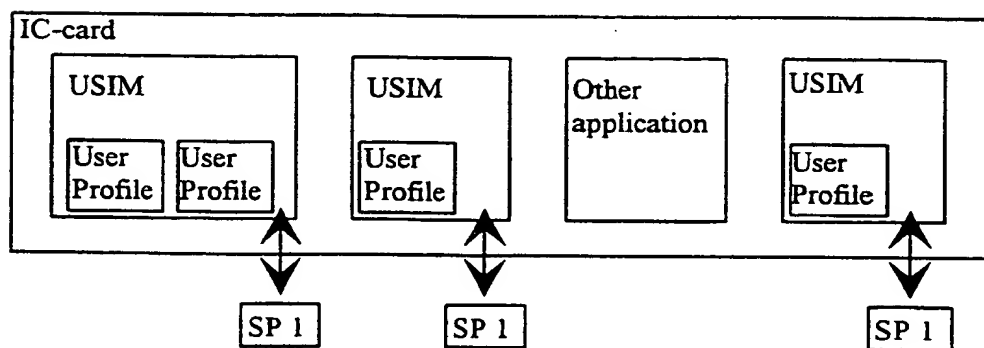 IC-card
USIM
User
Profile
User
Profile
USIM
User
Profile
Other
application
USIM
User
Profile
SP 1
SP 1
SP 1